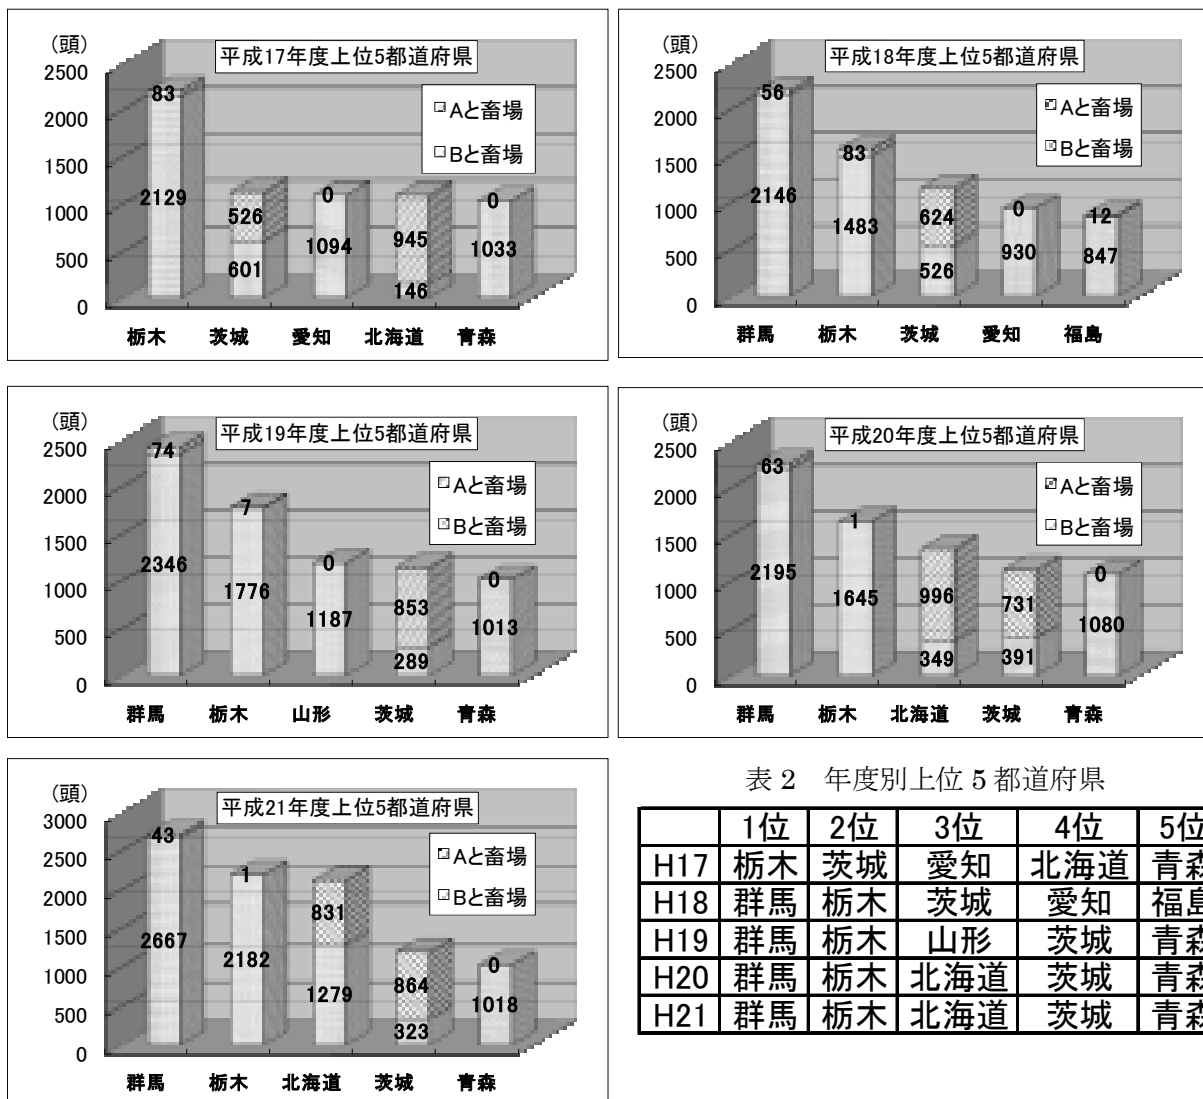 (頭)
平成17年度上位5都道府県
2500
2000
1500
1000
500
0
Aと畜場
Bと畜場
83
2129
526
601
0
1094
945
146
0
1033
栃木 茨城 愛知 北海道 青森
(頭)
平成18年度上位5都道府県
2500
2000
1500
1000
500
0
Aと畜場
Bと畜場
56
2146
83
1483
624
526
0
930
12
847
群馬 栃木 茨城 愛知 福島
(頭)
平成19年度上位5都道府県
2500
2000
1500
1000
500
0
Aと畜場
Bと畜場
74
2346
7
1776
0
1187
853
289
0
1013
群馬 栃木 山形 茨城 青森
(頭)
平成20年度上位5都道府県
2500
2000
1500
1000
500
0
Aと畜場
Bと畜場
63
2195
1
1645
996
349
731
391
0
1080
群馬 栃木 北海道 茨城 青森
(頭)
平成21年度上位5都道府県
3000
2500
2000
1500
1000
500
0
Aと畜場
Bと畜場
43
2667
1
2182
831
1279
864
323
0
1018
群馬 栃木 北海道 茨城 青森
表2 年度別上位5都道府県
1位 2位 3位 4位 5位
H17 栃木 茨城 愛知 北海道 青森
H18 群馬 栃木 茨城 愛知 福島
H19 群馬 栃木 山形 茨城 青森
H20 群馬 栃木 北海道 茨城 青森
H21 群馬 栃木 北海道 茨城 青森